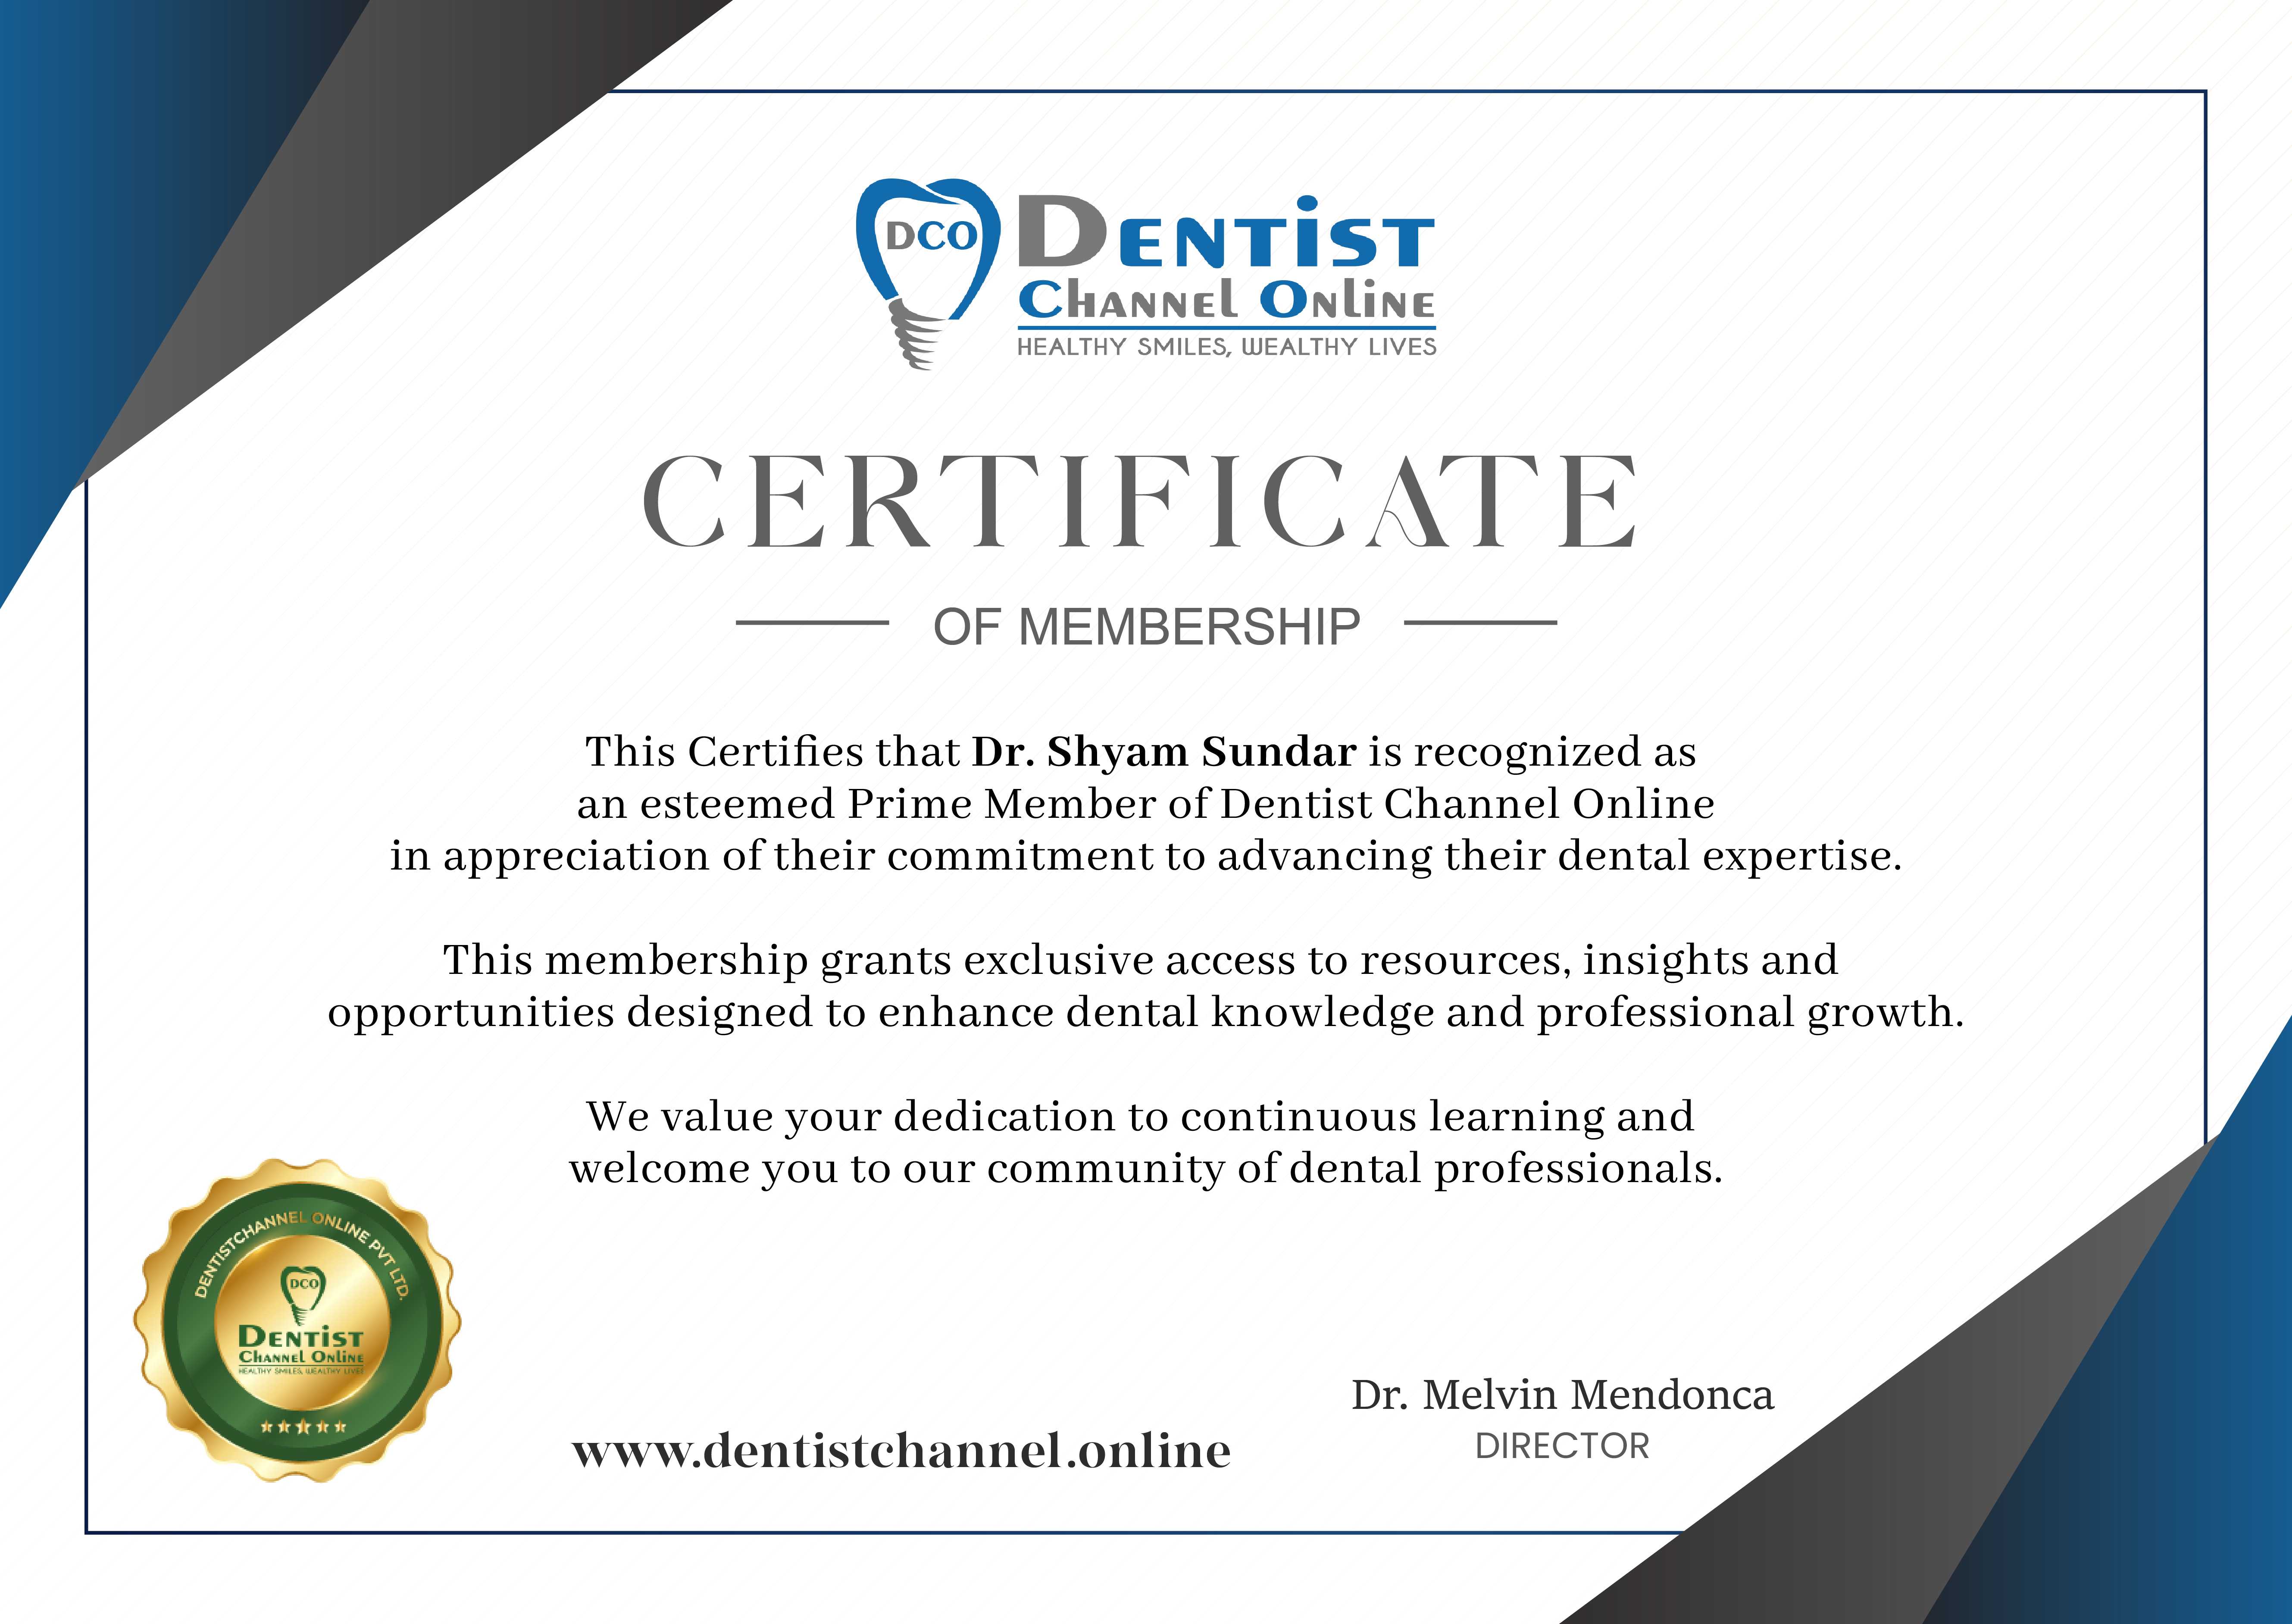 DCO
DENTIST
CHANNEL ONLINE
HEALTHY SMILES, WEALTHY LIVES
CERTIFICATE
OF MEMBERSHIP
This Certifies that Dr. Shyam Sundar is recognized as
an esteemed Prime Member of Dentist Channel Online
in appreciation of their commitment to advancing their dental expertise.
This membership grants exclusive access to resources, insights and
opportunities designed to enhance dental knowledge and professional growth.
We value your dedication to continuous learning and
welcome you to our community of dental professionals.
DENTISTCHANNEL ONLINE PVT LTD.
DCO
DENTIST
CHANNEL ONLINE
HEALTHY SMILES, WEALTHY LIVES
www.dentistchannel.online
Dr. Melvin Mendonca
DIRECTOR